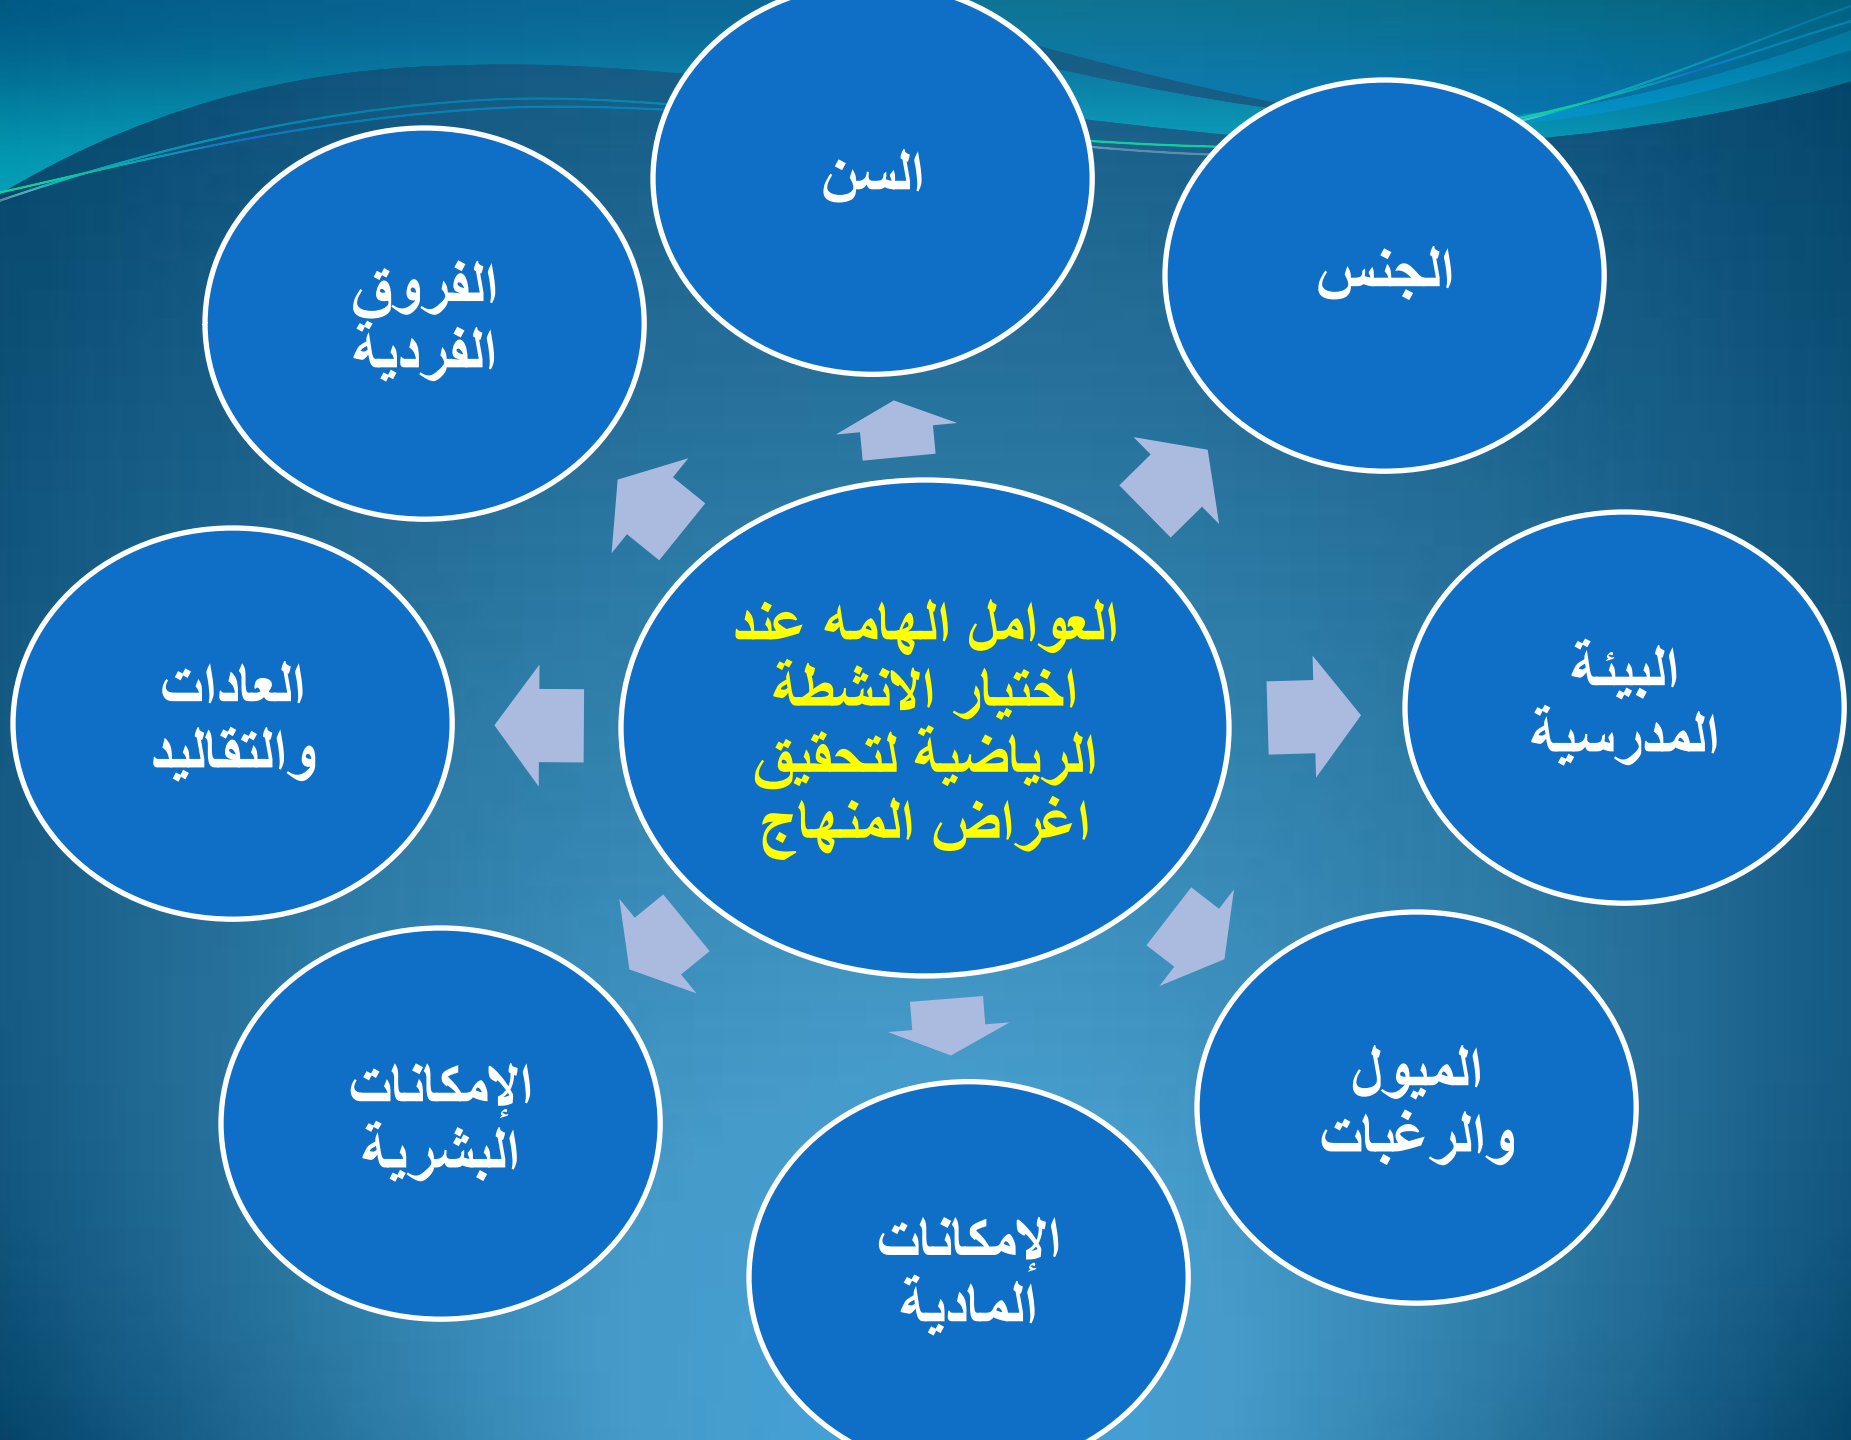 السن
الجنس
الفروق
الفردية
العوامل الهامه عند
اختيار الانشطة
الرياضية لتحقيق
اغراض المنهاج
البيئة
المدرسية
العادات
والتقاليد
الميول
والرغبات
الإمكانات
البشرية
الإمكانات
المادية